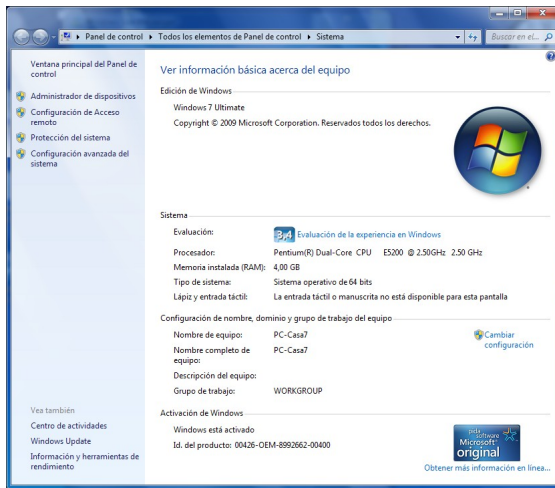 Panel de control ▸ Todos los elementos de Panel de control ▸ Sistema
Buscar en el...
Ventana principal del Panel de
control
Administrador de dispositivos
Configuración de Acceso
remoto
Protección del sistema
Configuración avanzada del
sistema
Ver información básica acerca del equipo
Edición de Windows
Windows 7 Ultimate
Copyright © 2009 Microsoft Corporation. Reservados todos los derechos.
Sistema
Evaluación: 3,4 Evaluación de la experiencia en Windows
Procesador: Pentium(R) Dual-Core CPU E5200 @ 2.50GHz 2.50 GHz
Memoria instalada (RAM): 4,00 GB
Tipo de sistema: Sistema operativo de 64 bits
Lápiz y entrada táctil: La entrada táctil o manuscrita no está disponible para esta pantalla
Configuración de nombre, dominio y grupo de trabajo del equipo
Nombre de equipo: PC-Casa7
Cambiar
configuración
Nombre completo de
equipo: PC-Casa7
Descripción del equipo:
Grupo de trabajo: WORKGROUP
Activación de Windows
Windows está activado
Id. del producto: 00426-OEM-8992662-00400
pida
software
Microsoft®
original
Obtener más información en línea...
Vea también
Centro de actividades
Windows Update
Información y herramientas de
rendimiento